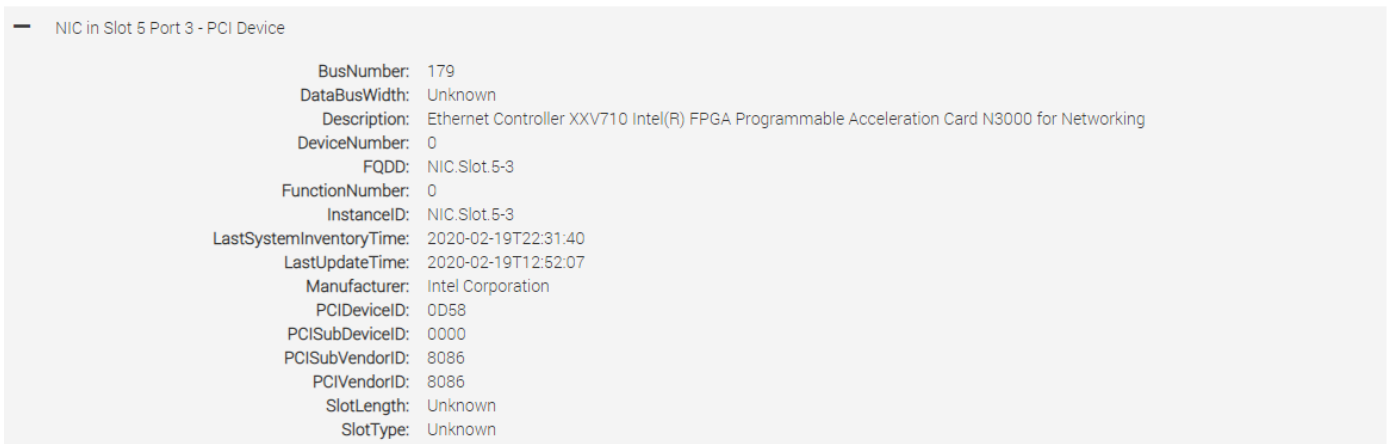 NIC in Slot 5 Port 3 - PCI Device
BusNumber: 179
DataBusWidth: Unknown
Description: Ethernet Controller XXV710 Intel(R) FPGA Programmable Acceleration Card N3000 for Networking
DeviceNumber: 0
FQDD: NIC.Slot.5-3
FunctionNumber: 0
InstanceID: NIC.Slot.5-3
LastSystemInventoryTime: 2020-02-19T22:31:40
LastUpdateTime: 2020-02-19T12:52:07
Manufacturer: Intel Corporation
PCIDeviceID: 0D58
PCISubDeviceID: 0000
PCISubVendorID: 8086
PCIVendorID: 8086
SlotLength: Unknown
SlotType: Unknown